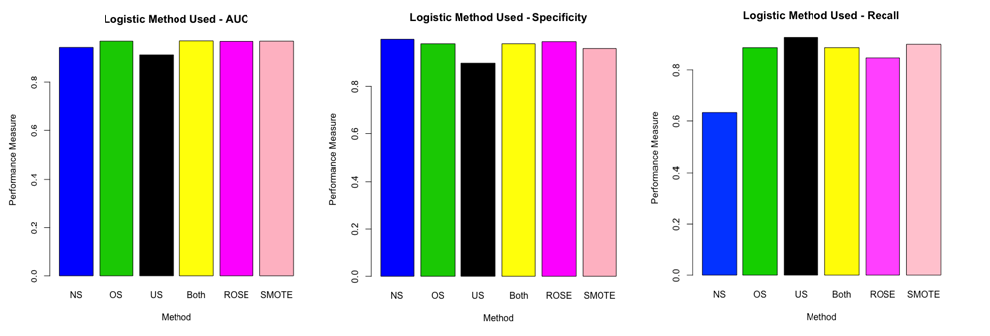 Logistic Method Used - AUC
Performance Measure
0.0 0.2 0.4 0.6 0.8
NS OS US Both ROSE SMOTE
Method
Logistic Method Used - Specificity
Performance Measure
0.0 0.2 0.4 0.6 0.8
NS OS US Both ROSE SMOTE
Method
Logistic Method Used - Recall
Performance Measure
0.0 0.2 0.4 0.6 0.8
NS OS US Both ROSE SMOTE
Method